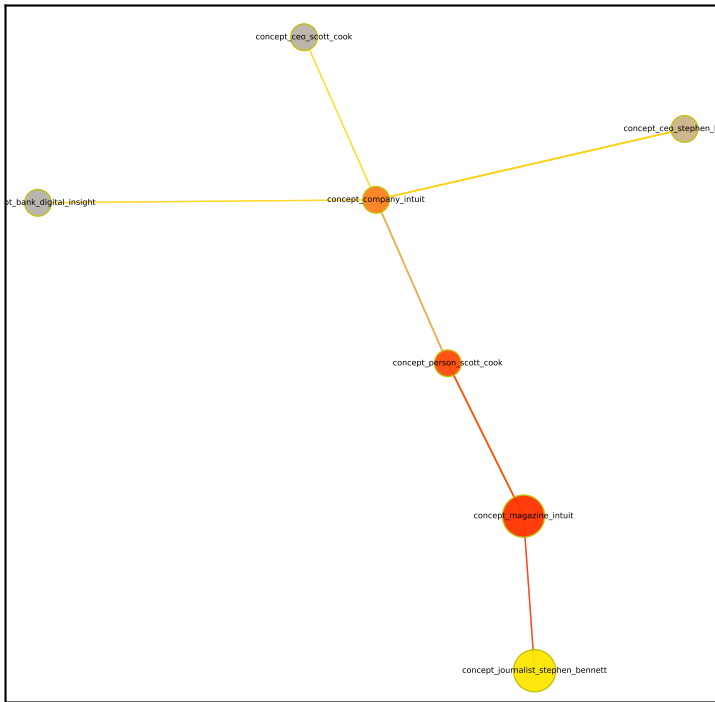 concept_ceo_scott_cook
concept_ceo_stephen_
pt_bank_digital_insight
concept_company_intuit
concept_person_scott_cook
concept_magazine_intuit
concept_journalist_stephen_bennett